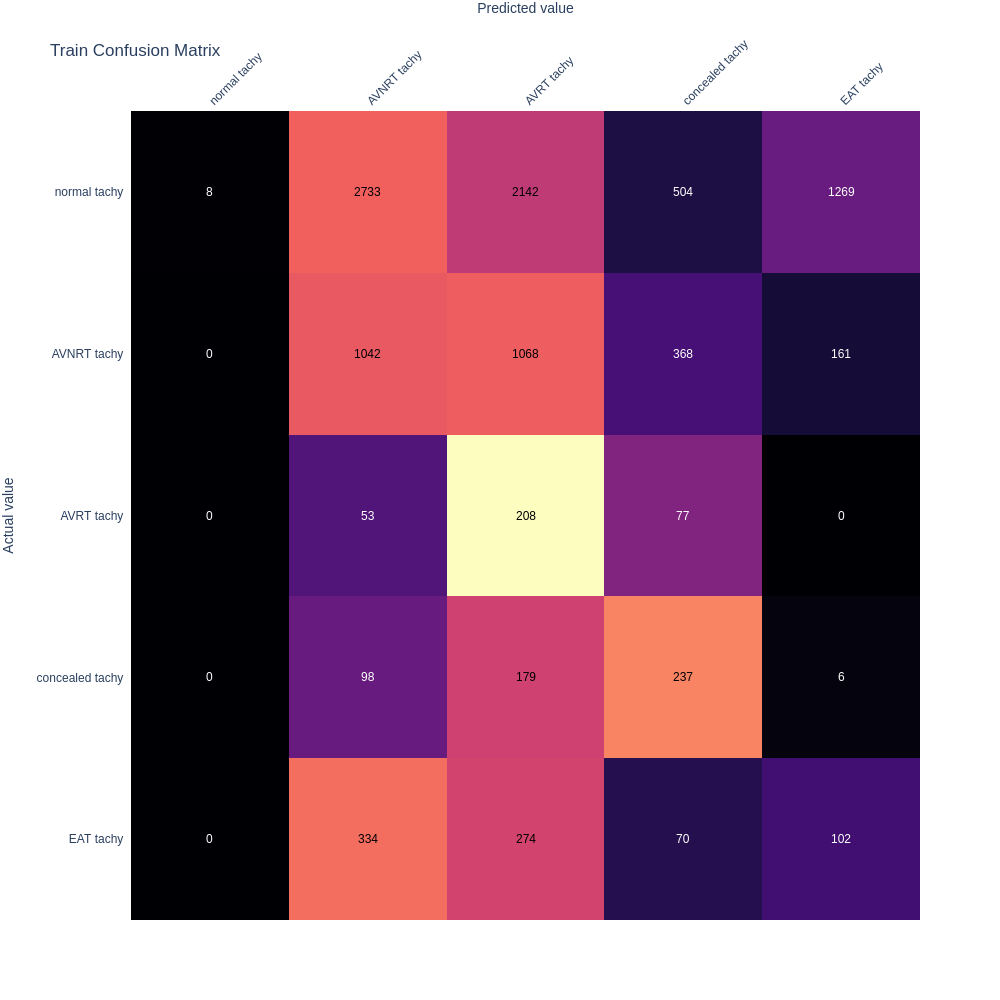 Predicted value
Train Confusion Matrix
normal tachy
AVNRT tachy
AVRT tachy
concealed tachy
EAT tachy
normal tachy 8 2733 2142 504 1269
AVNRT tachy 0 1042 1068 368 161
Actual value
AVRT tachy 0 53 208 77 0
concealed tachy 0 98 179 237 6
EAT tachy 0 334 274 70 102